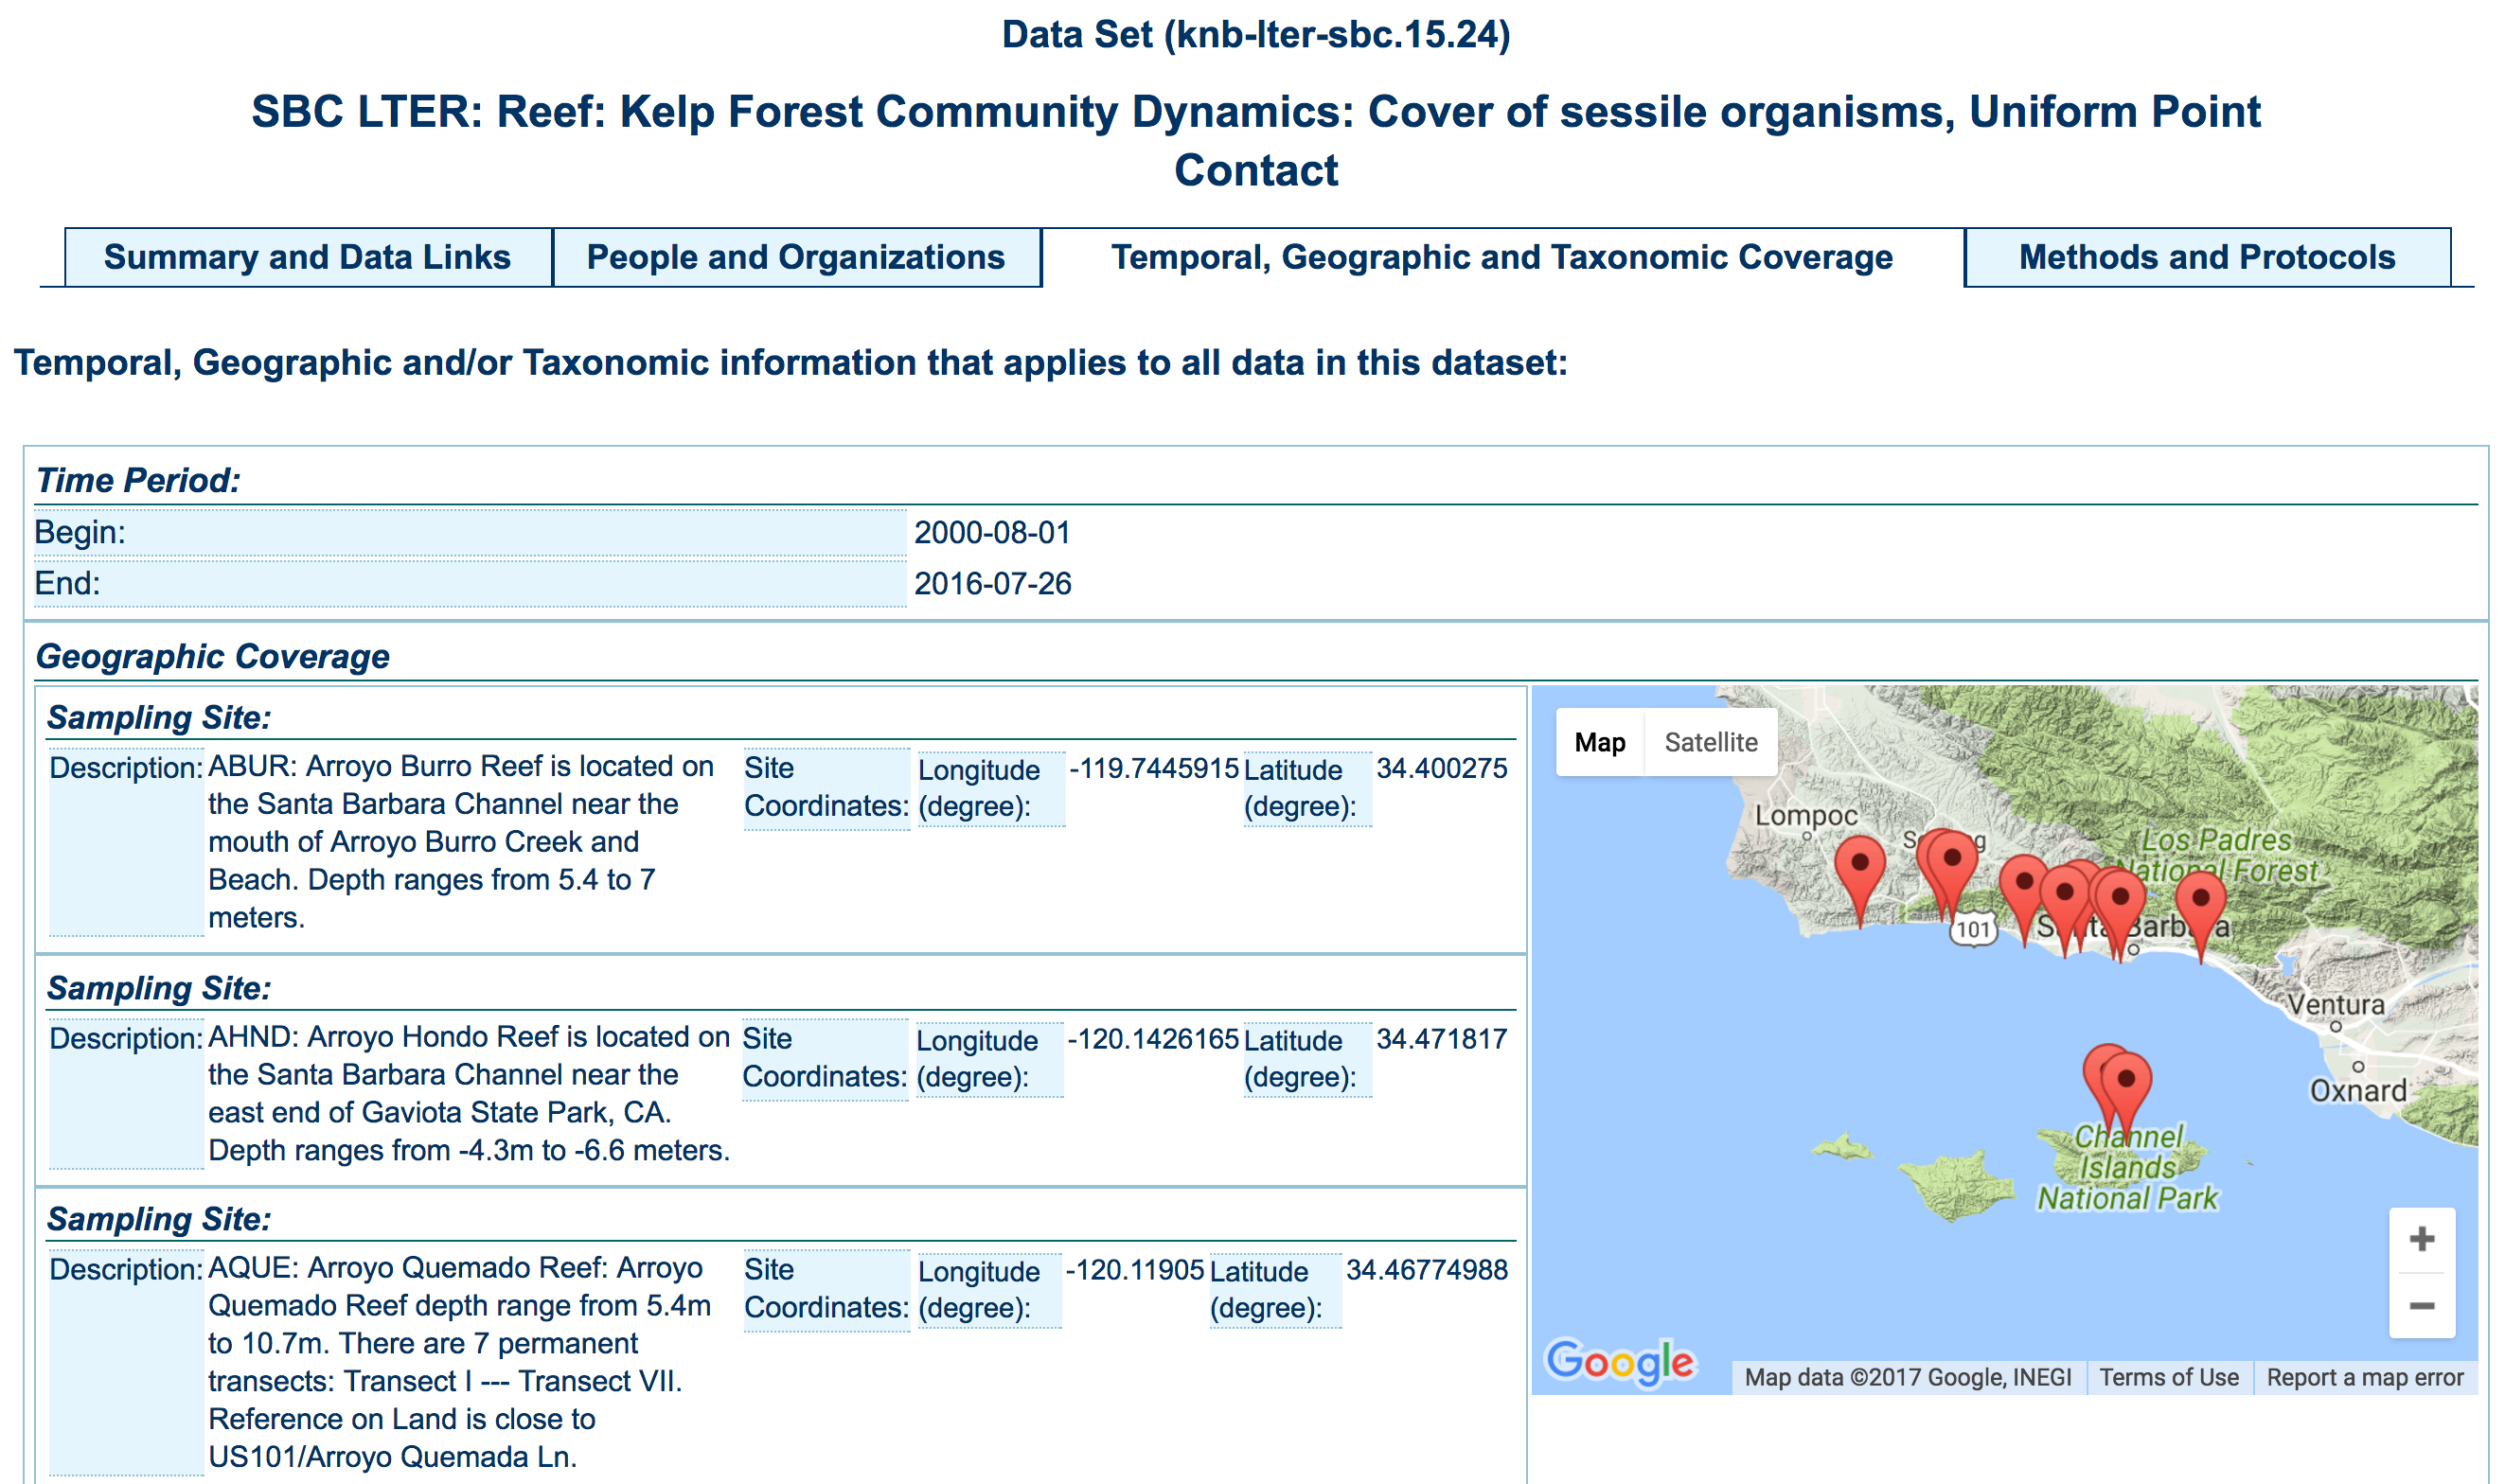 Data Set (knb-lter-sbc.15.24)
SBC LTER: Reef: Kelp Forest Community Dynamics: Cover of sessile organisms, Uniform Point
Contact
Summary and Data Links
People and Organizations
Temporal, Geographic and Taxonomic Coverage
Methods and Protocols
Temporal, Geographic and/or Taxonomic information that applies to all data in this dataset:
Time Period:
Begin: 2000-08-01
End: 2016-07-26
Geographic Coverage
Sampling Site:
Description: ABUR: Arroyo Burro Reef is located on
the Santa Barbara Channel near the
mouth of Arroyo Burro Creek and
Beach. Depth ranges from 5.4 to 7
meters.
Site
Coordinates:
Longitude
(degree):
-119.7445915
Latitude
(degree):
34.400275
Sampling Site:
Description: AHND: Arroyo Hondo Reef is located on
the Santa Barbara Channel near the
east end of Gaviota State Park, CA.
Depth ranges from -4.3m to -6.6 meters.
Site
Coordinates:
Longitude
(degree):
-120.1426165
Latitude
(degree):
34.471817
Sampling Site:
Description: AQUE: Arroyo Quemado Reef: Arroyo
Quemado Reef depth range from 5.4m
to 10.7m. There are 7 permanent
transects: Transect I --- Transect VII.
Reference on Land is close to
US101/Arroyo Quemada Ln.
Site
Coordinates:
Longitude
(degree):
-120.11905
Latitude
(degree):
34.46774988
Map
Satellite
Lompoc
Los Padres
National Forest
101
Santa Barbara
Ventura
Oxnard
Channel
Islands
National Park
+
−
Google
Map data ©2017 Google, INEGI
Terms of Use
Report a map error